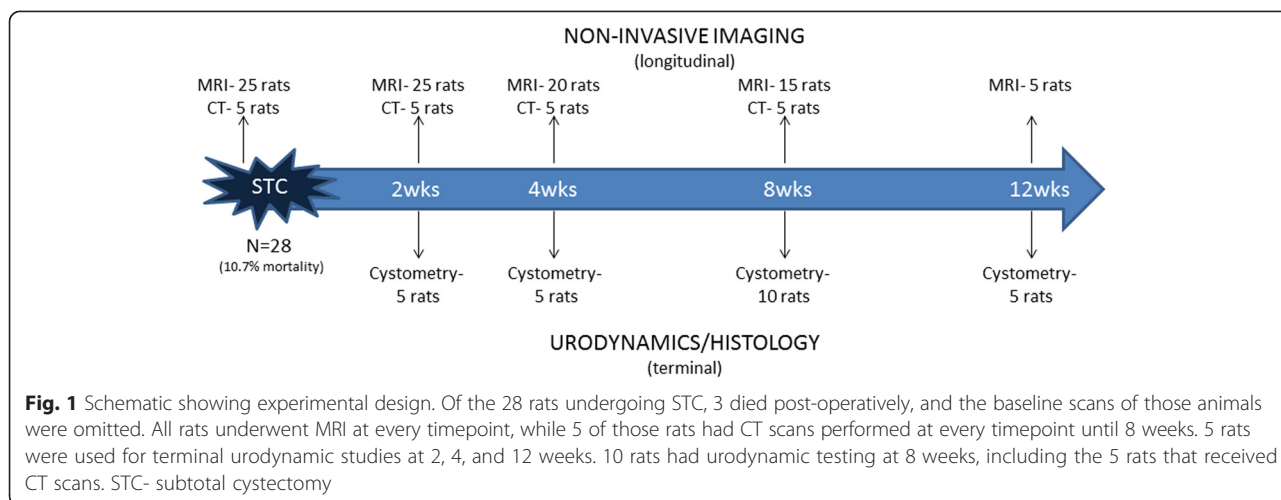 NON-INVASIVE IMAGING
(longitudinal)
MRI- 25 rats
CT- 5 rats
MRI- 25 rats
CT- 5 rats
MRI- 20 rats
CT- 5 rats
MRI- 15 rats
CT- 5 rats
MRI- 5 rats
STC
2wks
4wks
8wks
12wks
N=28
(10.7% mortality)
Cystometry-
5 rats
Cystometry-
5 rats
Cystometry-
10 rats
Cystometry-
5 rats
URODYNAMICS/HISTOLOGY
(terminal)
Fig. 1 Schematic showing experimental design. Of the 28 rats undergoing STC, 3 died post-operatively, and the baseline scans of those animals
were omitted. All rats underwent MRI at every timepoint, while 5 of those rats had CT scans performed at every timepoint until 8 weeks. 5 rats
were used for terminal urodynamic studies at 2, 4, and 12 weeks. 10 rats had urodynamic testing at 8 weeks, including the 5 rats that received
CT scans. STC- subtotal cystectomy